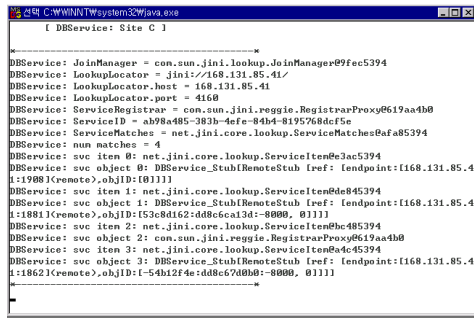 선택 C:₩WINNT₩system32₩java.exe
[ DBService: Site C ]
*------------------------------------------*
DBService: JoinManager = com.sun.jini.lookup.JoinManager@9fec5394
DBService: LookupLocator = jini://168.131.85.41/
DBService: LookupLocator.host = 168.131.85.41
DBService: LookupLocator.port = 4160
DBService: ServiceRegistrar = com.sun.jini.reggie.RegistrarProxy@619aa4b0
DBService: ServiceID = ab98a485-383b-4efe-84b4-8195768dcf5e
DBService: ServiceMatches = net.jini.core.lookup.ServiceMatches@afa85394
DBService: num matches = 4
DBService: svc item 0: net.jini.core.lookup.ServiceItem@e3ac5394
DBService: svc object 0: DBService_Stub[RemoteStub [ref: [endpoint:[168.131.85.4
1:1908](remote),objID:[0]]]]
DBService: svc item 1: net.jini.core.lookup.ServiceItem@de845394
DBService: svc object 1: DBService_Stub[RemoteStub [ref: [endpoint:[168.131.85.4
1:1881](remote),objID:[53c8d162:dd8c6ca13d:-8000, 0]]]]
DBService: svc item 2: net.jini.core.lookup.ServiceItem@bc485394
DBService: svc object 2: com.sun.jini.reggie.RegistrarProxy@619aa4b0
DBService: svc item 3: net.jini.core.lookup.ServiceItem@a4c45394
DBService: svc object 3: DBService_Stub[RemoteStub [ref: [endpoint:[168.131.85.4
1:1862](remote),objID:[-54b12f4e:dd8c67d0b0:-8000, 0]]]]
*------------------------------------------*